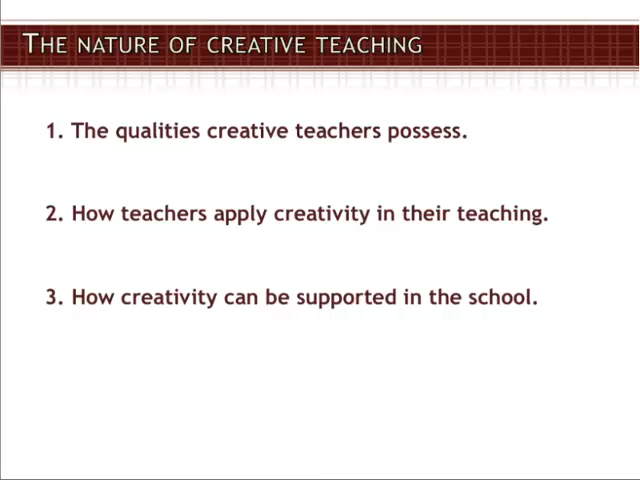 THE NATURE OF CREATIVE TEACHING
1. The qualities creative teachers possess.
2. How teachers apply creativity in their teaching.
3. How creativity can be supported in the school.